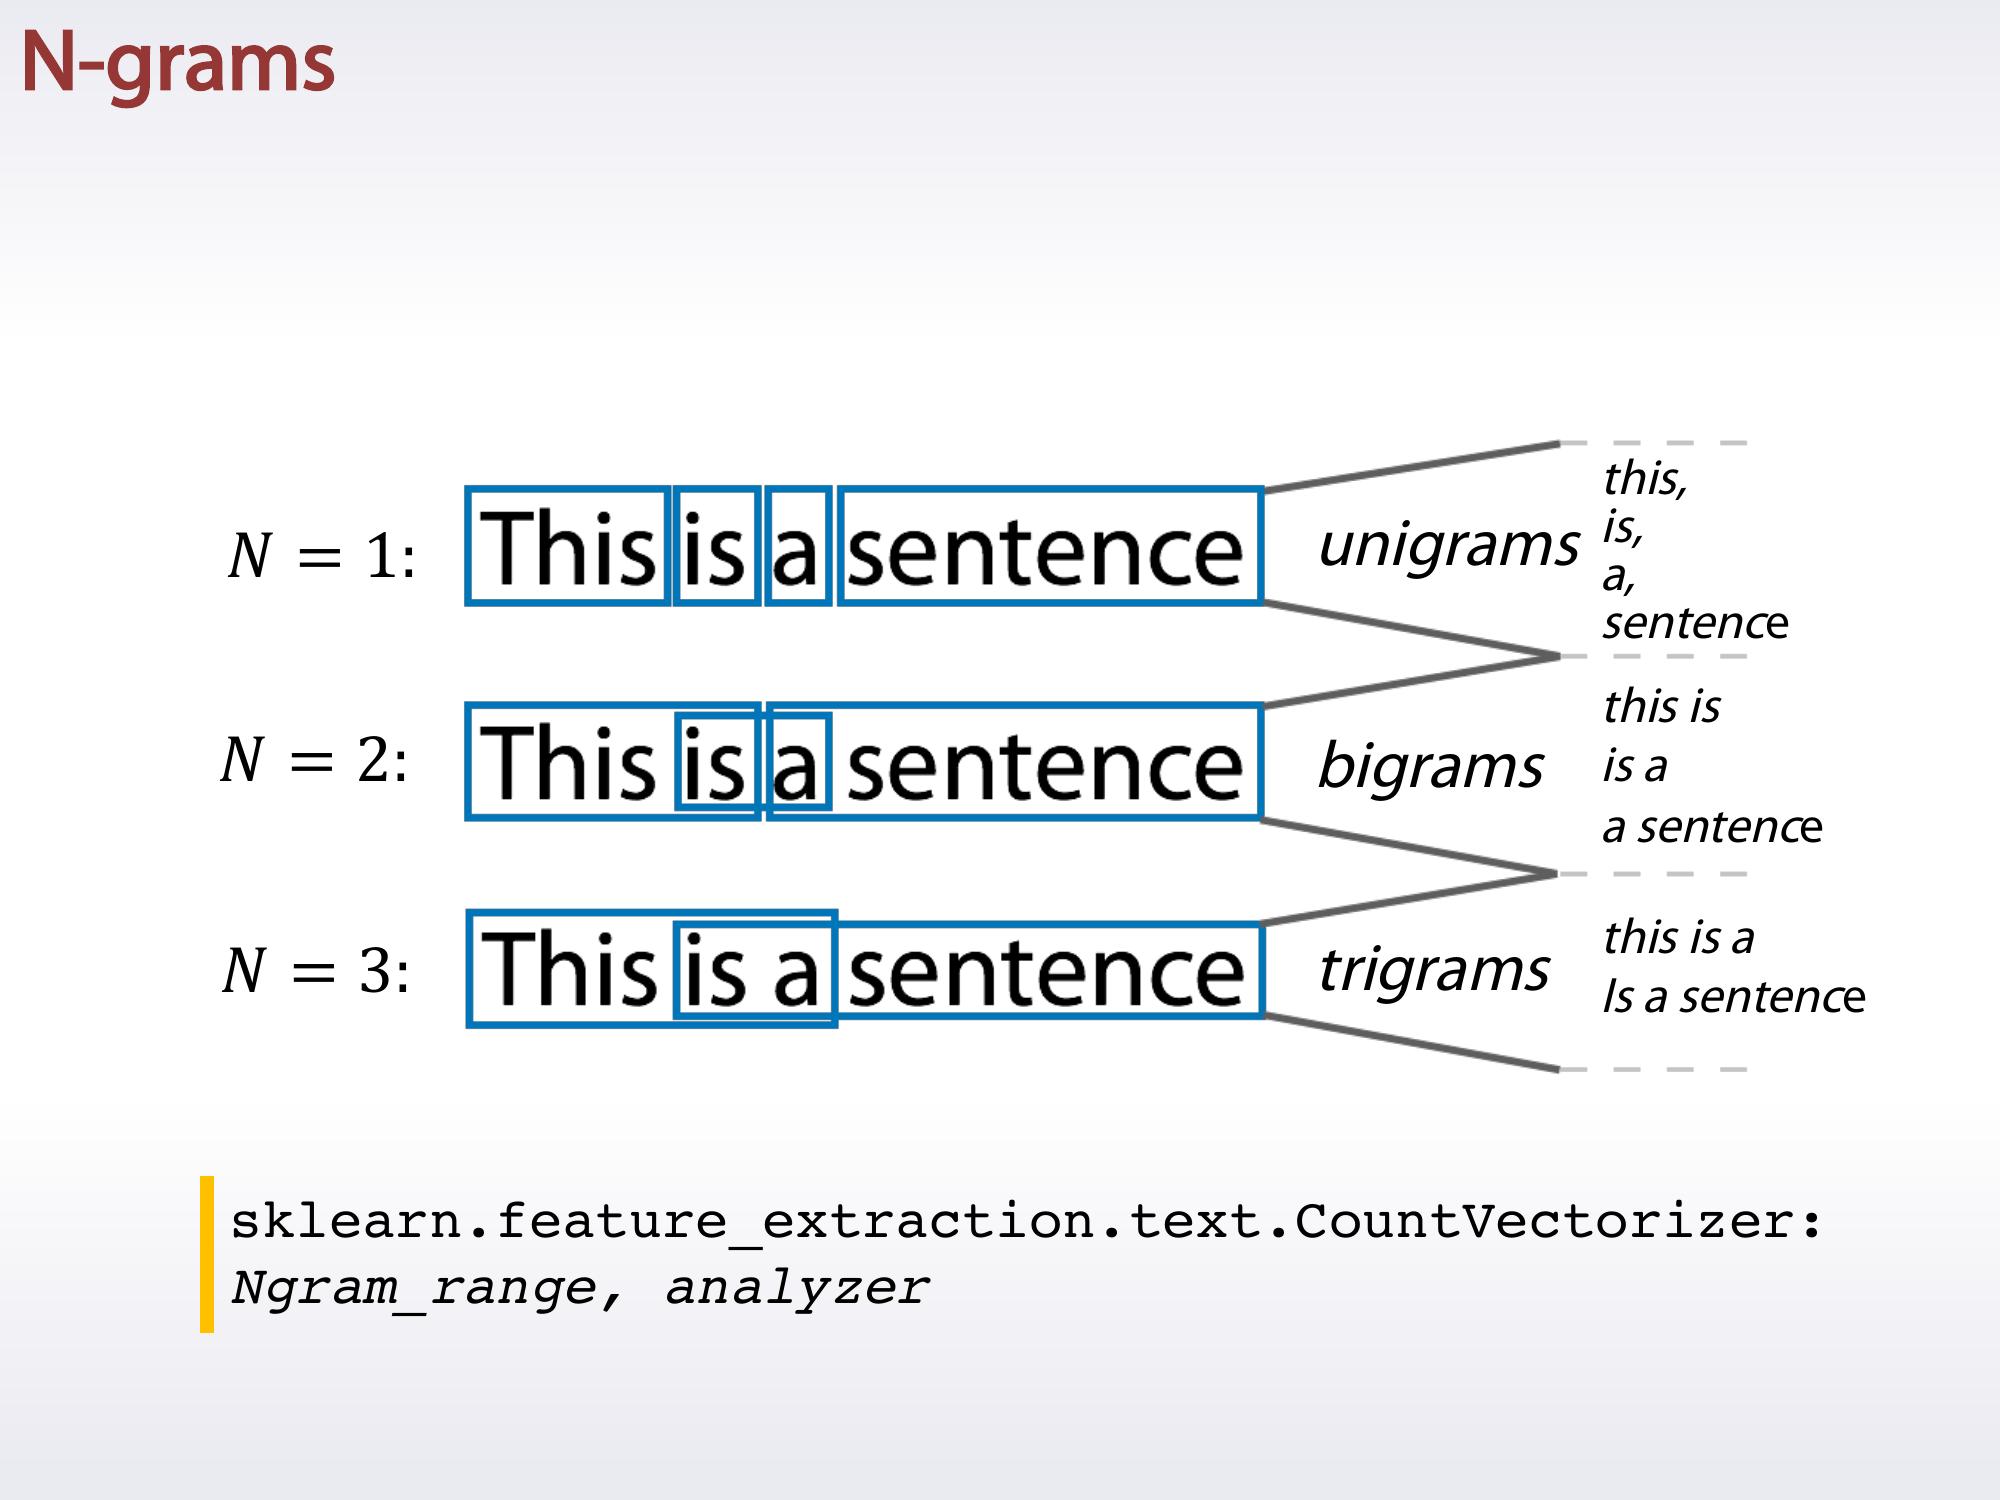 N-grams
N = 1: This is a sentence unigrams
this,
is,
a,
sentence
N = 2: This is a sentence bigrams
this is
is a
a sentence
N = 3: This is a sentence trigrams
this is a
Is a sentence
sklearn.feature_extraction.text.CountVectorizer:
Ngram_range, analyzer